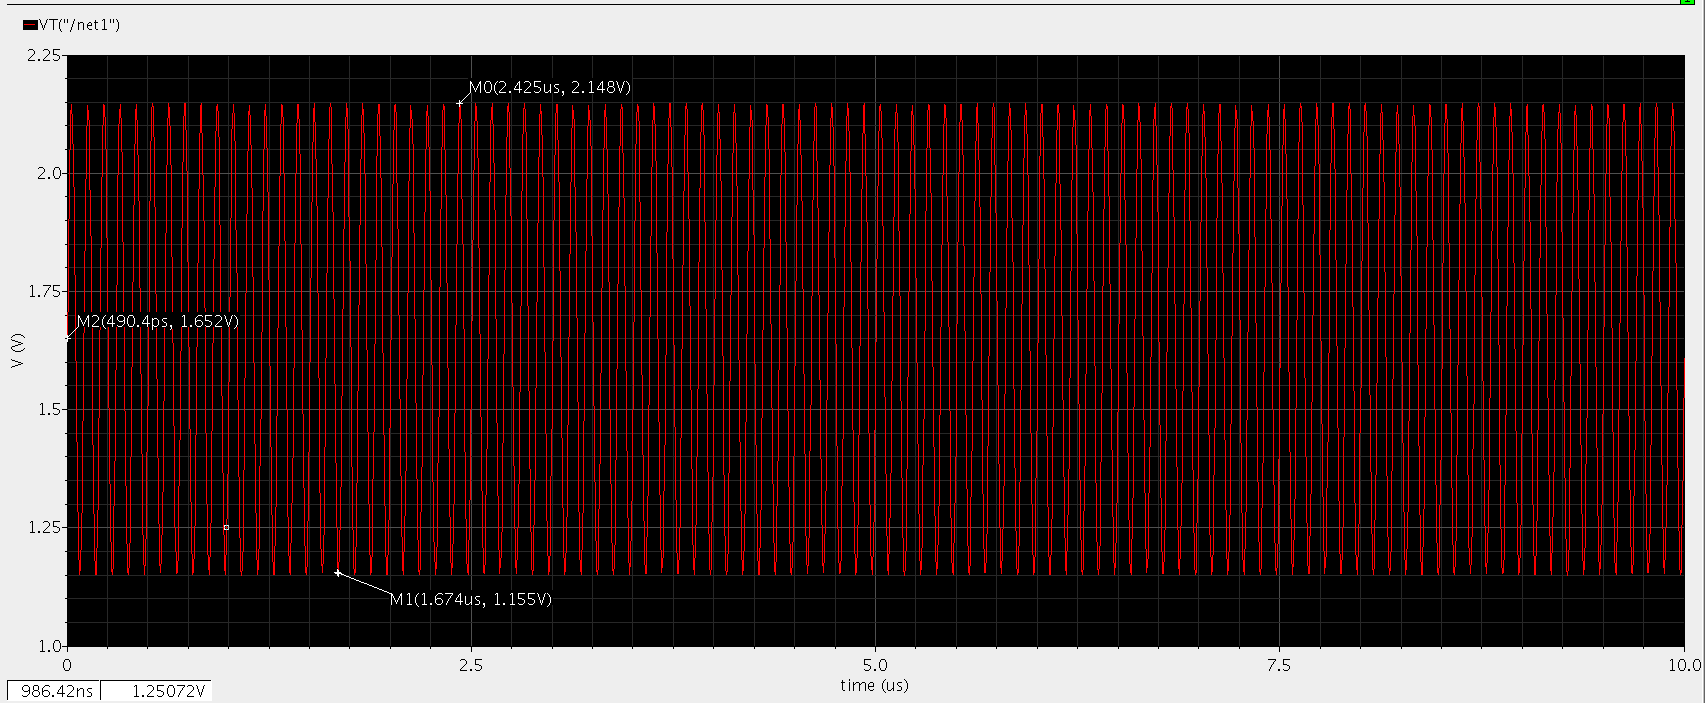 VT("/net1")
2.25
M0(2.425us, 2.148V)
2.0
1.75
M2(490.4ps, 1.652V)
V (V)
1.5
1.25
M1(1.674us, 1.155V)
1.0
0 2.5 5.0 7.5 10.0
time (us)
986.42ns 1.25072V